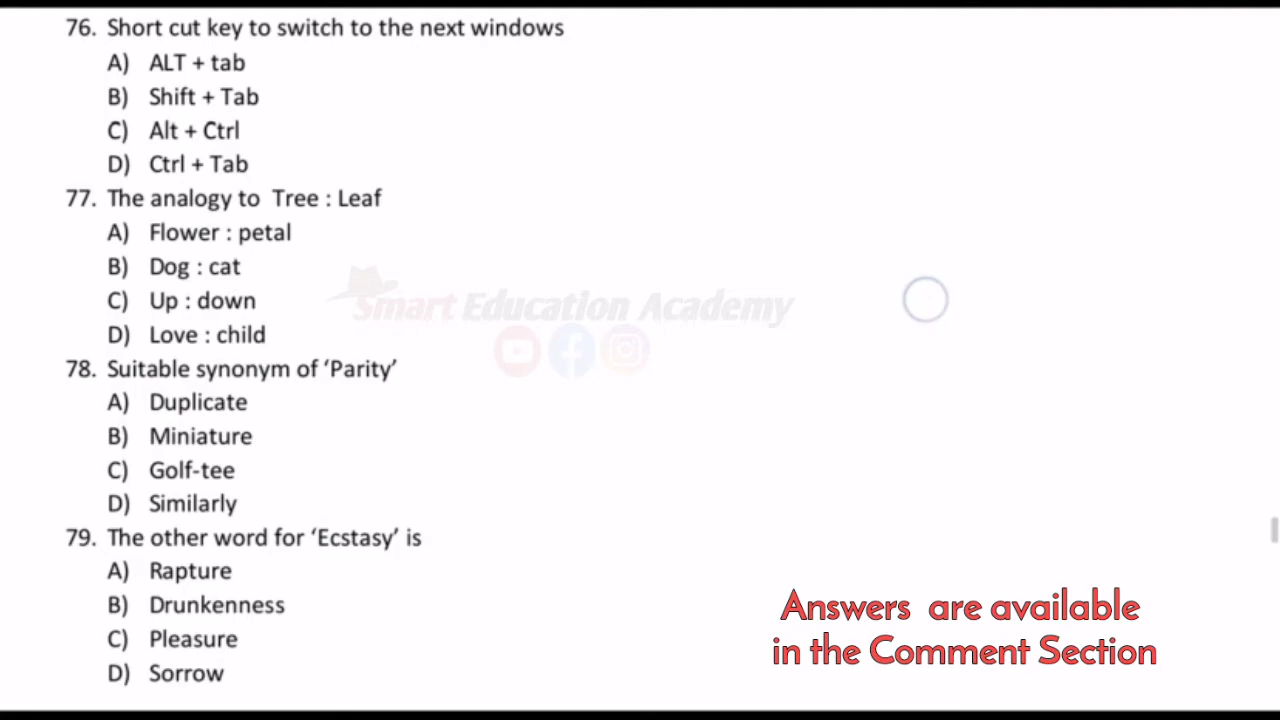 76. Short cut key to switch to the next windows
A) ALT + tab
B) Shift + Tab
C) Alt + Ctrl
D) Ctrl + Tab
77. The analogy to Tree : Leaf
A) Flower : petal
B) Dog : cat
C) Up : down
D) Love : child
Smart Education Academy
78. Suitable synonym of ‘Parity’
A) Duplicate
B) Miniature
C) Golf-tee
D) Similarly
79. The other word for ‘Ecstasy’ is
A) Rapture
B) Drunkenness
C) Pleasure
D) Sorrow
Answers are available
in the Comment Section